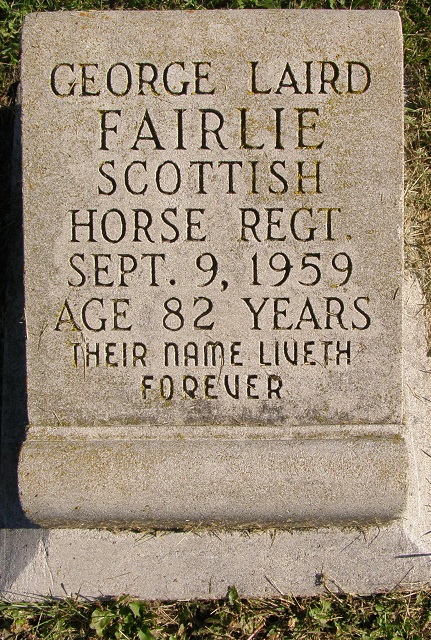 GEORGE LAIRD
FAIRLIE
SCOTTISH
HORSE REGT.
SEPT. 9, 1959
AGE 82 YEARS
THEIR NAME LIVETH
FOREVER